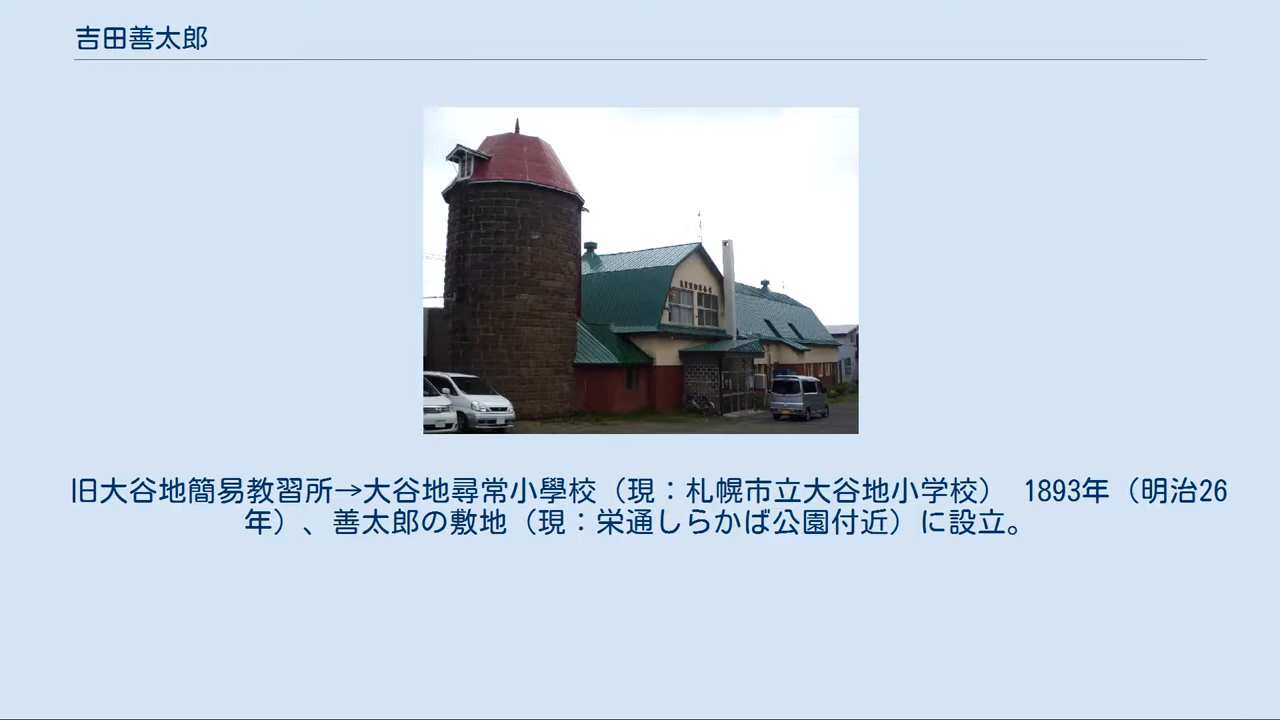 吉田善太郎
旧大谷地簡易教習所→大谷地尋常小學校（現：札幌市立大谷地小学校）　1893年（明治26
年）、善太郎の敷地（現：栄通しらかば公園付近）に設立。